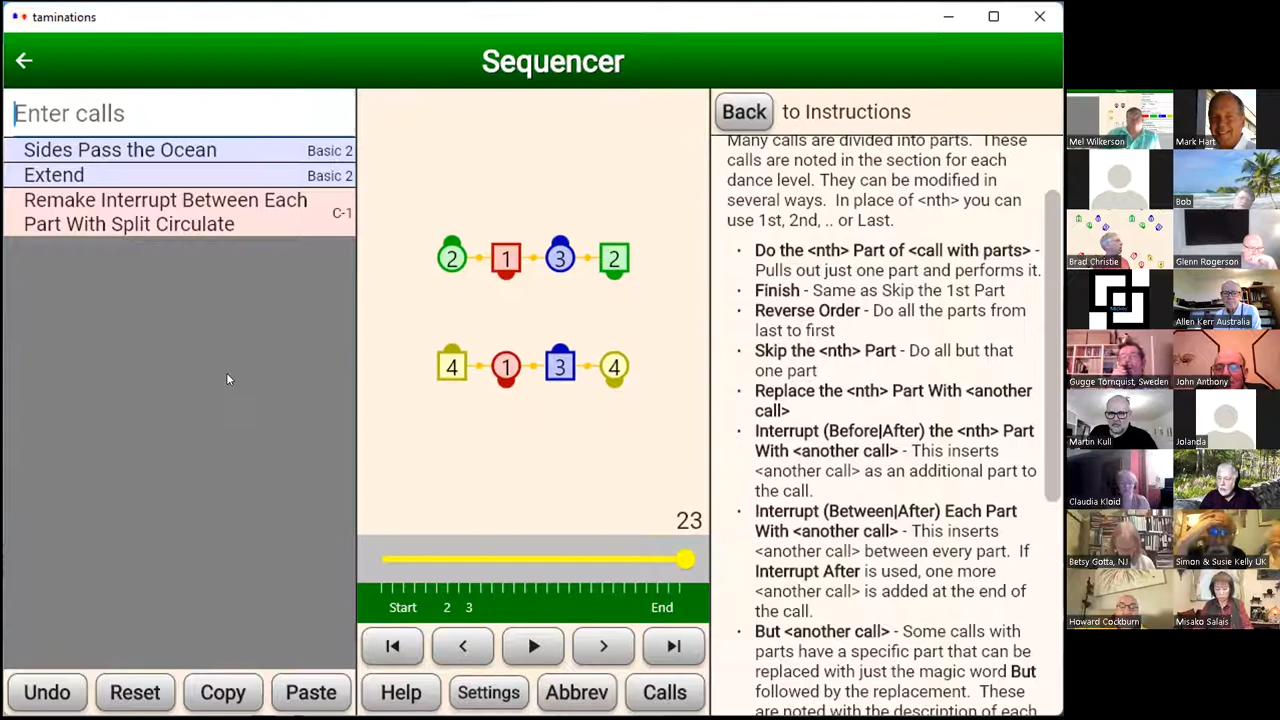 taminations
Sequencer
Enter calls
Sides Pass the Ocean Basic 2
Extend Basic 2
Remake Interrupt Between Each
Part With Split Circulate C-1
2 1 3 2
4 1 3 4
23
Start 2 3 End
Undo Reset Copy Paste
Help Settings Abbrev Calls
Back to Instructions
Many calls are divided into parts. These
calls are noted in the section for each
dance level. They can be modified in
several ways. In place of <nth> you can
use 1st, 2nd, .. or Last.
• Do the <nth> Part of <call with parts> -
Pulls out just one part and performs it.
• Finish - Same as Skip the 1st Part
• Reverse Order - Do all the parts from
last to first
• Skip the <nth> Part - Do all but that
one part
• Replace the <nth> Part With <another
call>
• Interrupt (Before|After) the <nth> Part
With <another call> - This inserts
<another call> as an additional part to
the call.
• Interrupt (Between|After) Each Part
With <another call> - This inserts
<another call> between every part. If
Interrupt After is used, one more
<another call> is added at the end of
the call.
• But <another call> - Some calls with
parts have a specific part that can be
replaced with just the magic word But
followed by the replacement. These
are noted with the description of each
Mel Wilkerson
Mark Hart
Bob
Brad Christie
Glenn Rogerson
Allen Kerr Australia
Gugge Törnquist, Sweden
John Anthony
Martin Kull
Jolanda
Claudia Kloid
Betsy Gotta, NJ
Simon & Susie Kelly UK
Howard Cockburn
Misako Salais